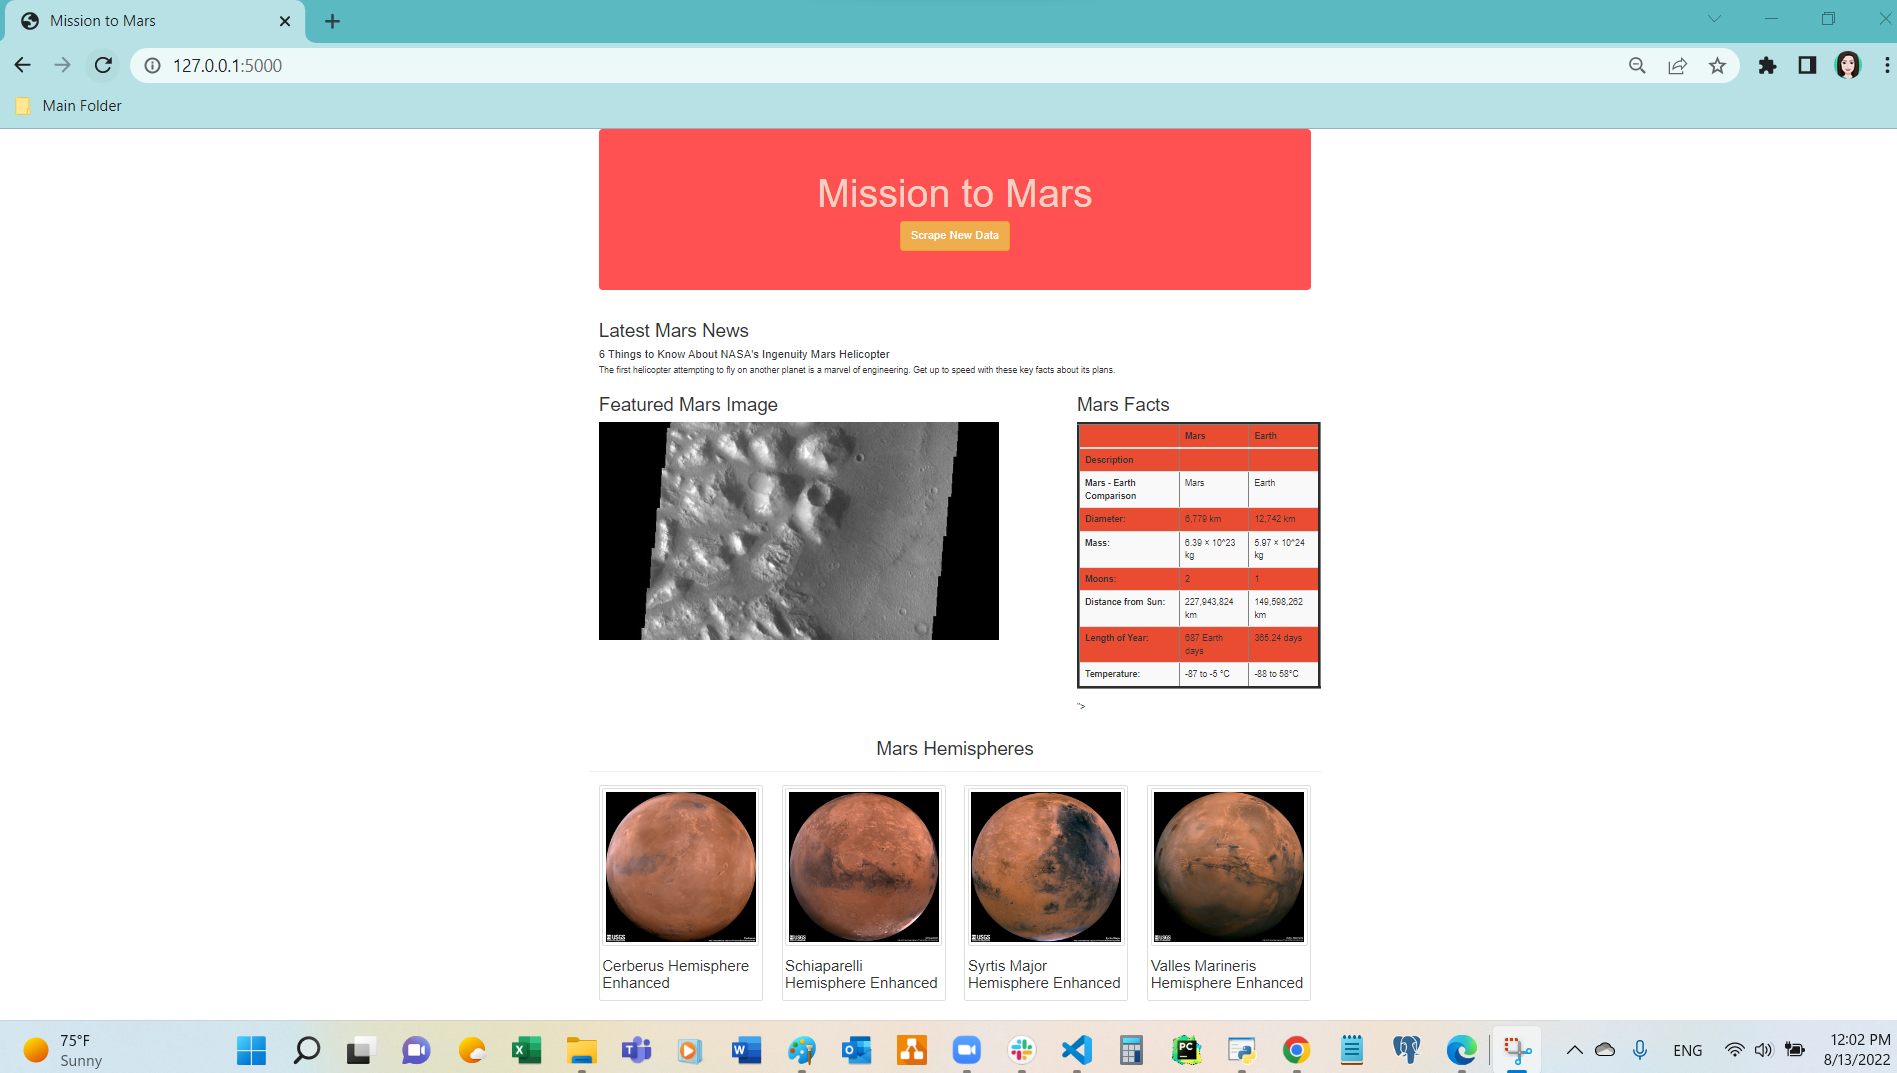 Mission to Mars
127.0.0.1:5000
Main Folder
Mission to Mars
Scrape New Data
Latest Mars News
6 Things to Know About NASA's Ingenuity Mars Helicopter
The first helicopter attempting to fly on another planet is a marvel of engineering. Get up to speed with these key facts about its plans.
Featured Mars Image
Mars Facts
Mars Earth
Description
Mars - Earth Comparison Mars Earth
Diameter: 6,779 km 12,742 km
Mass: 6.39 × 10^23 kg 5.97 × 10^24 kg
Moons: 2 1
Distance from Sun: 227,943,824 km 149,598,262 km
Length of Year: 687 Earth days 365.24 days
Temperature: -87 to -5 °C -88 to 58°C
">
Mars Hemispheres
USGS
USGS
USGS
USGS
Cerberus Hemisphere
Enhanced
Schiaparelli
Hemisphere Enhanced
Syrtis Major
Hemisphere Enhanced
Valles Marineris
Hemisphere Enhanced
75°F
Sunny
ENG
12:02 PM
8/13/2022